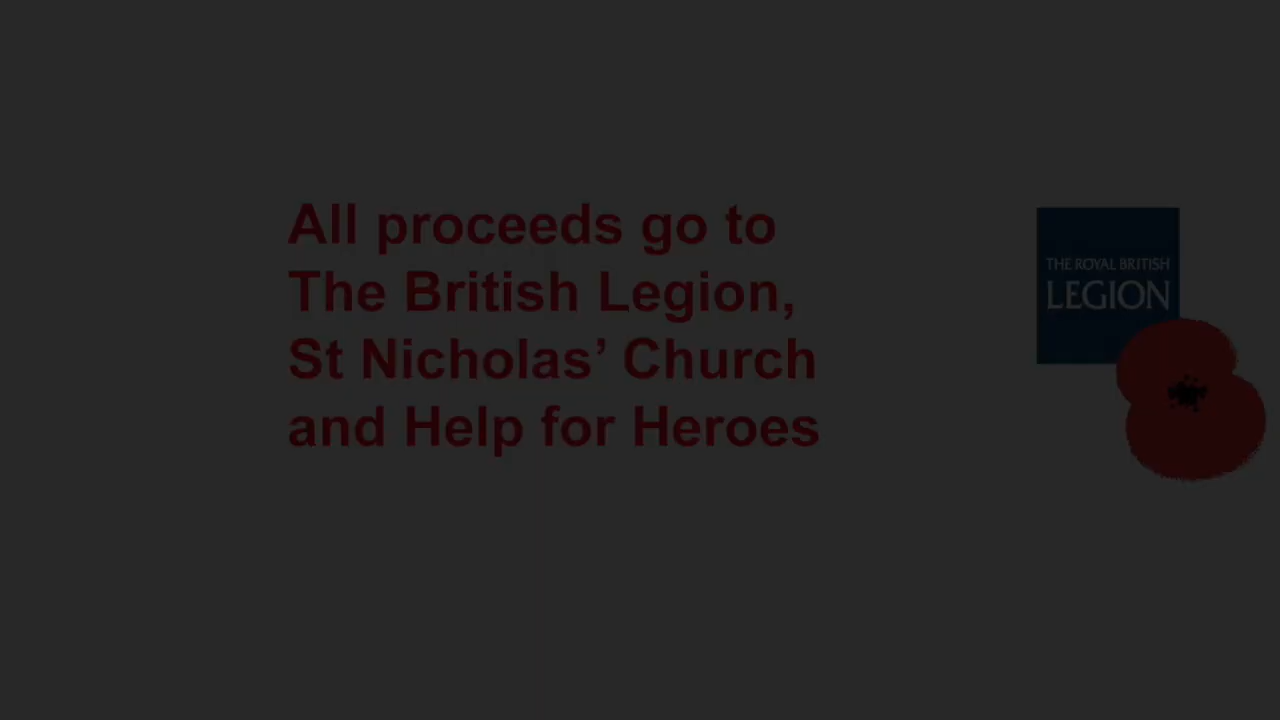 All proceeds go to
The British Legion,
St Nicholas’ Church
and Help for Heroes
THE ROYAL BRITISH
LEGION